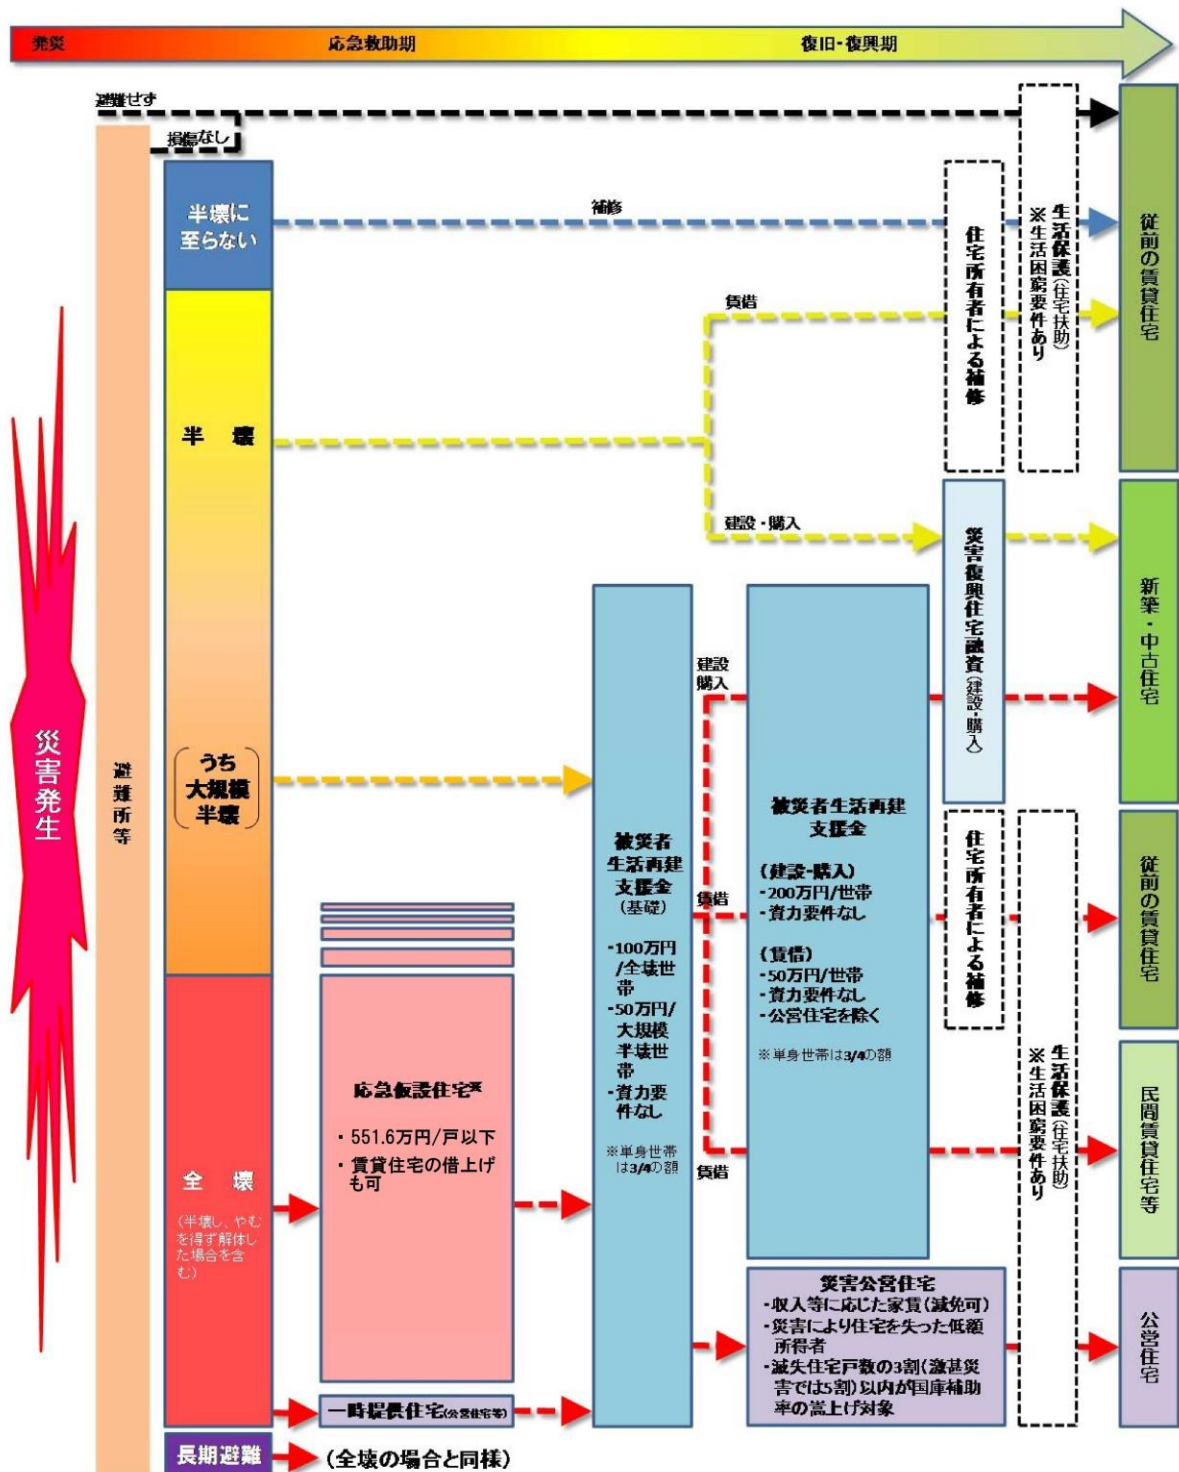 発災
応急救助期
復旧・復興期
避難せず
損傷なし
半壊に
至らない
補修
賃借
半 壊
建設・購入
住宅所有者による補修
生活保護(住宅扶助)
※生活困窮要件あり
従前の賃貸住宅
災害発生
避難所等
うち
大規模
半壊
建設
購入
賃借
賃借
災害復興住宅融資(建設・購入)
新築・中古住宅
被災者
生活再建
支援金
(基礎)
・100万円
/全壊世
帯
・50万円/
大規模
半壊世
帯
・資力要
件なし
※単身世帯
は3/4の額
被災者生活再建
支援金
(建設・購入)
・200万円/世帯
・資力要件なし
(賃借)
・50万円/世帯
・資力要件なし
・公営住宅を除く
※単身世帯は3/4の額
住宅所有者による補修
生活保護(住宅扶助)
※生活困窮要件あり
従前の賃貸住宅
民間賃貸住宅等
全 壊
(半壊し、やむ
を得ず解体し
た場合を含
む)
応急仮設住宅※
・551.6万円/戸以下
・賃貸住宅の借上げ
も可
災害公営住宅
・収入等に応じた家賃(減免可)
・災害により住宅を失った低額
所得者
・滅失住宅戸数の3割(激甚災
害では5割)以内が国庫補助
率の嵩上げ対象
公営住宅
一時提供住宅(公営住宅等)
長期避難
(全壊の場合と同様)